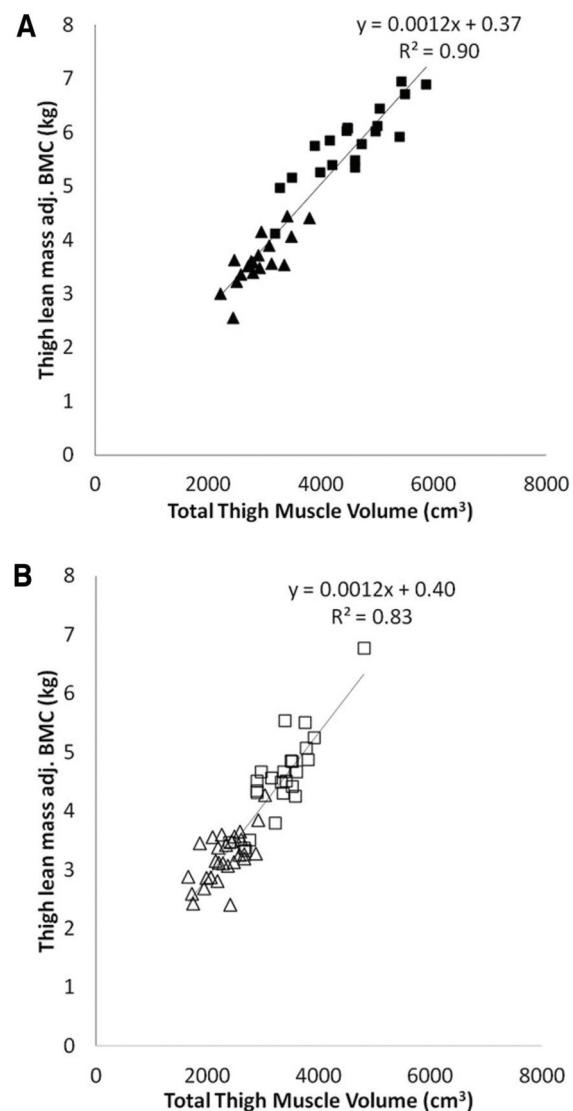 A
y = 0.0012x + 0.37
R² = 0.90
Thigh lean mass adj. BMC (kg)
8
7
6
5
4
3
2
1
0
0 2000 4000 6000 8000
Total Thigh Muscle Volume (cm³)
B
y = 0.0012x + 0.40
R² = 0.83
Thigh lean mass adj. BMC (kg)
8
7
6
5
4
3
2
1
0
0 2000 4000 6000 8000
Total Thigh Muscle Volume (cm³)